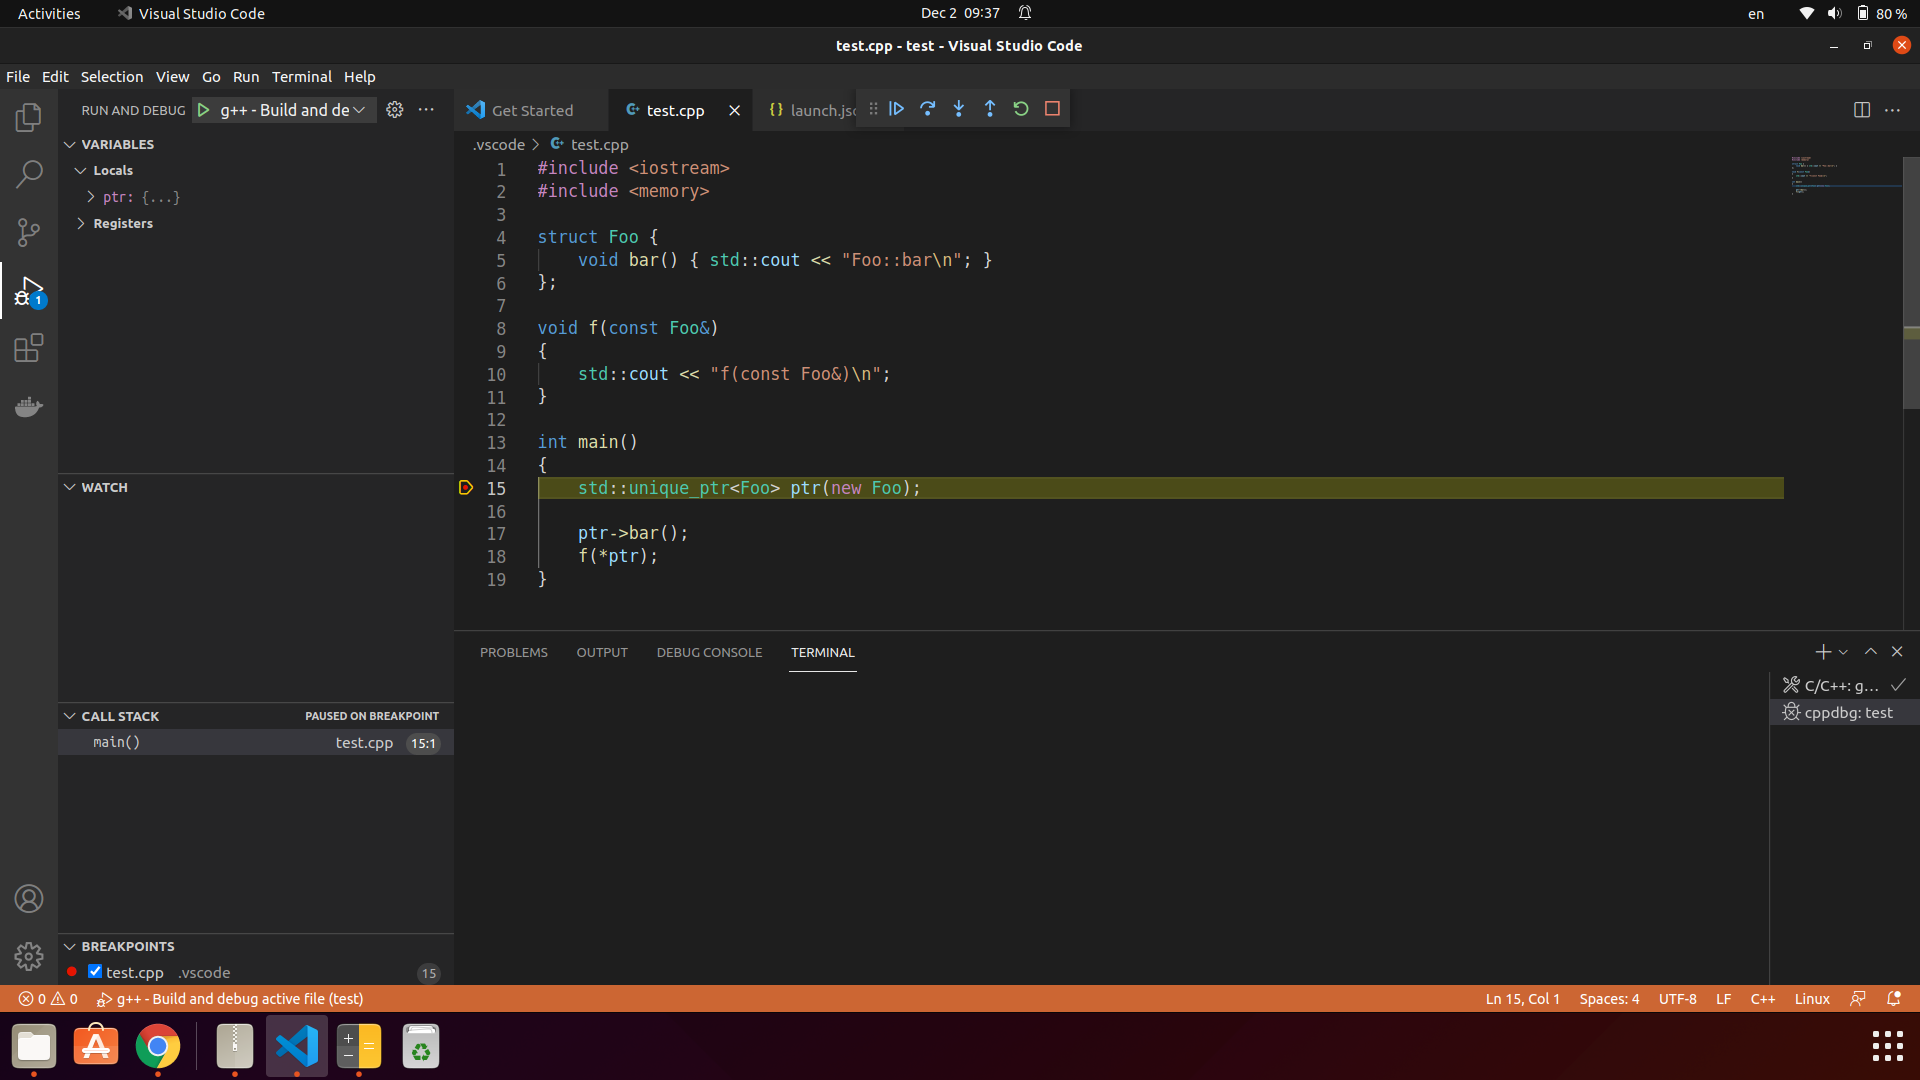 Activities Visual Studio Code Dec 2 09:37 en 80 %
test.cpp - test - Visual Studio Code
File Edit Selection View Go Run Terminal Help
RUN AND DEBUG g++ - Build and de
Get Started test.cpp launch.jsc
VARIABLES
Locals
ptr: {...}
Registers
.vscode > test.cpp
1 #include <iostream>
2 #include <memory>
3
4 struct Foo {
5 void bar() { std::cout << "Foo::bar\n"; }
6 };
7
8 void f(const Foo&)
9 {
10 std::cout << "f(const Foo&)\n";
11 }
12
13 int main()
14 {
15 std::unique_ptr<Foo> ptr(new Foo);
16
17 ptr->bar();
18 f(*ptr);
19 }
WATCH
CALL STACK PAUSED ON BREAKPOINT
main() test.cpp 15:1
BREAKPOINTS
test.cpp .vscode 15
1
PROBLEMS OUTPUT DEBUG CONSOLE TERMINAL
C/C++: g...
cppdbg: test
0 0 g++ - Build and debug active file (test) Ln 15, Col 1 Spaces: 4 UTF-8 LF C++ Linux